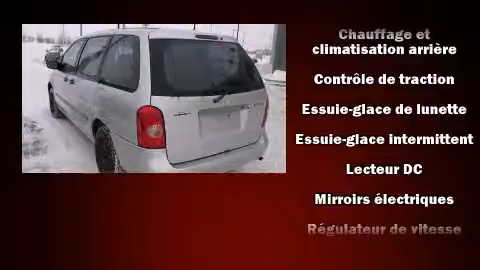 Chauffage et
climatisation arrière
Contrôle de traction
Essuie-glace de lunette
Essuie-glace intermittent
Lecteur DC
Mirroirs électriques
Régulateur de vitesse